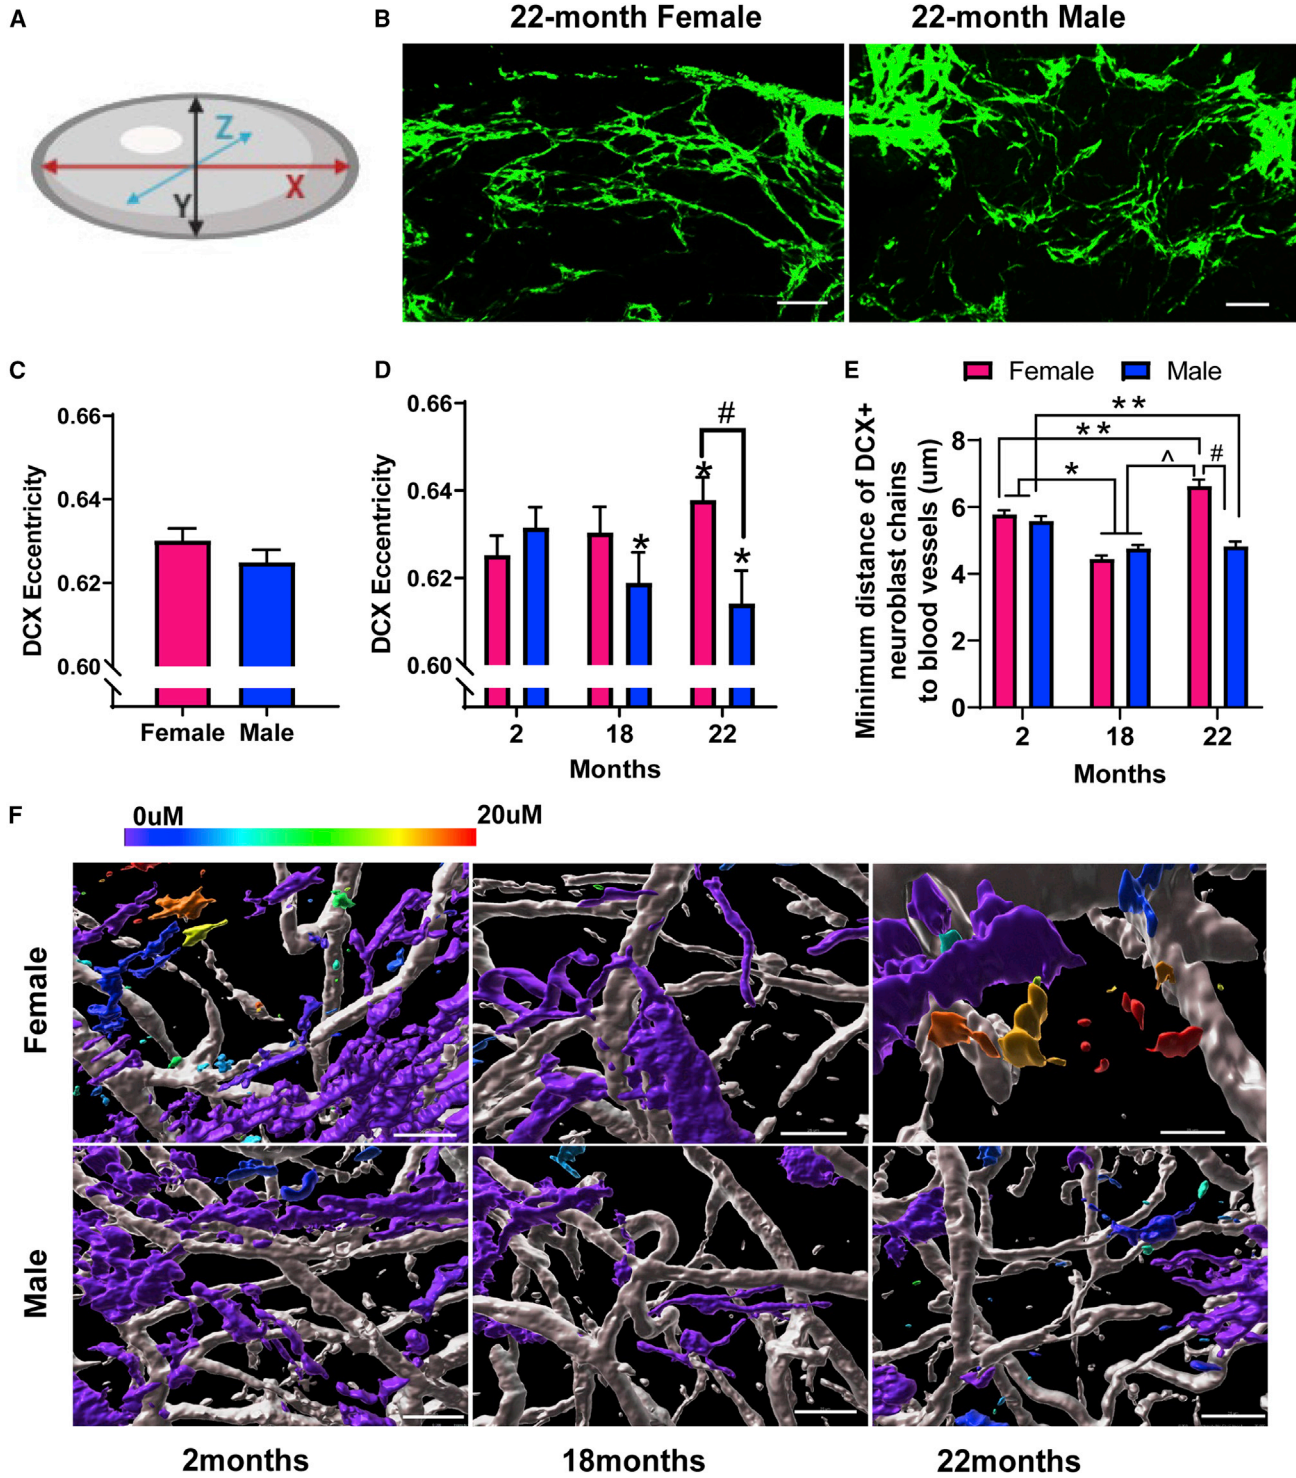 A
B
22-month Female
22-month Male
Z
X
Y
C
D
E
Female
Male
DCX Eccentricity
0.66
0.64
0.62
0.60
Female
Male
DCX Eccentricity
0.66
0.64
0.62
0.60
#
*
*
*
2
18
22
Months
Minimum distance of DCX+
neuroblast chains
to blood vessels (um)
8
6
4
2
0
**
**
*
^
#
2
18
22
Months
F
0uM
20uM
Female
Male
2months
18months
22months